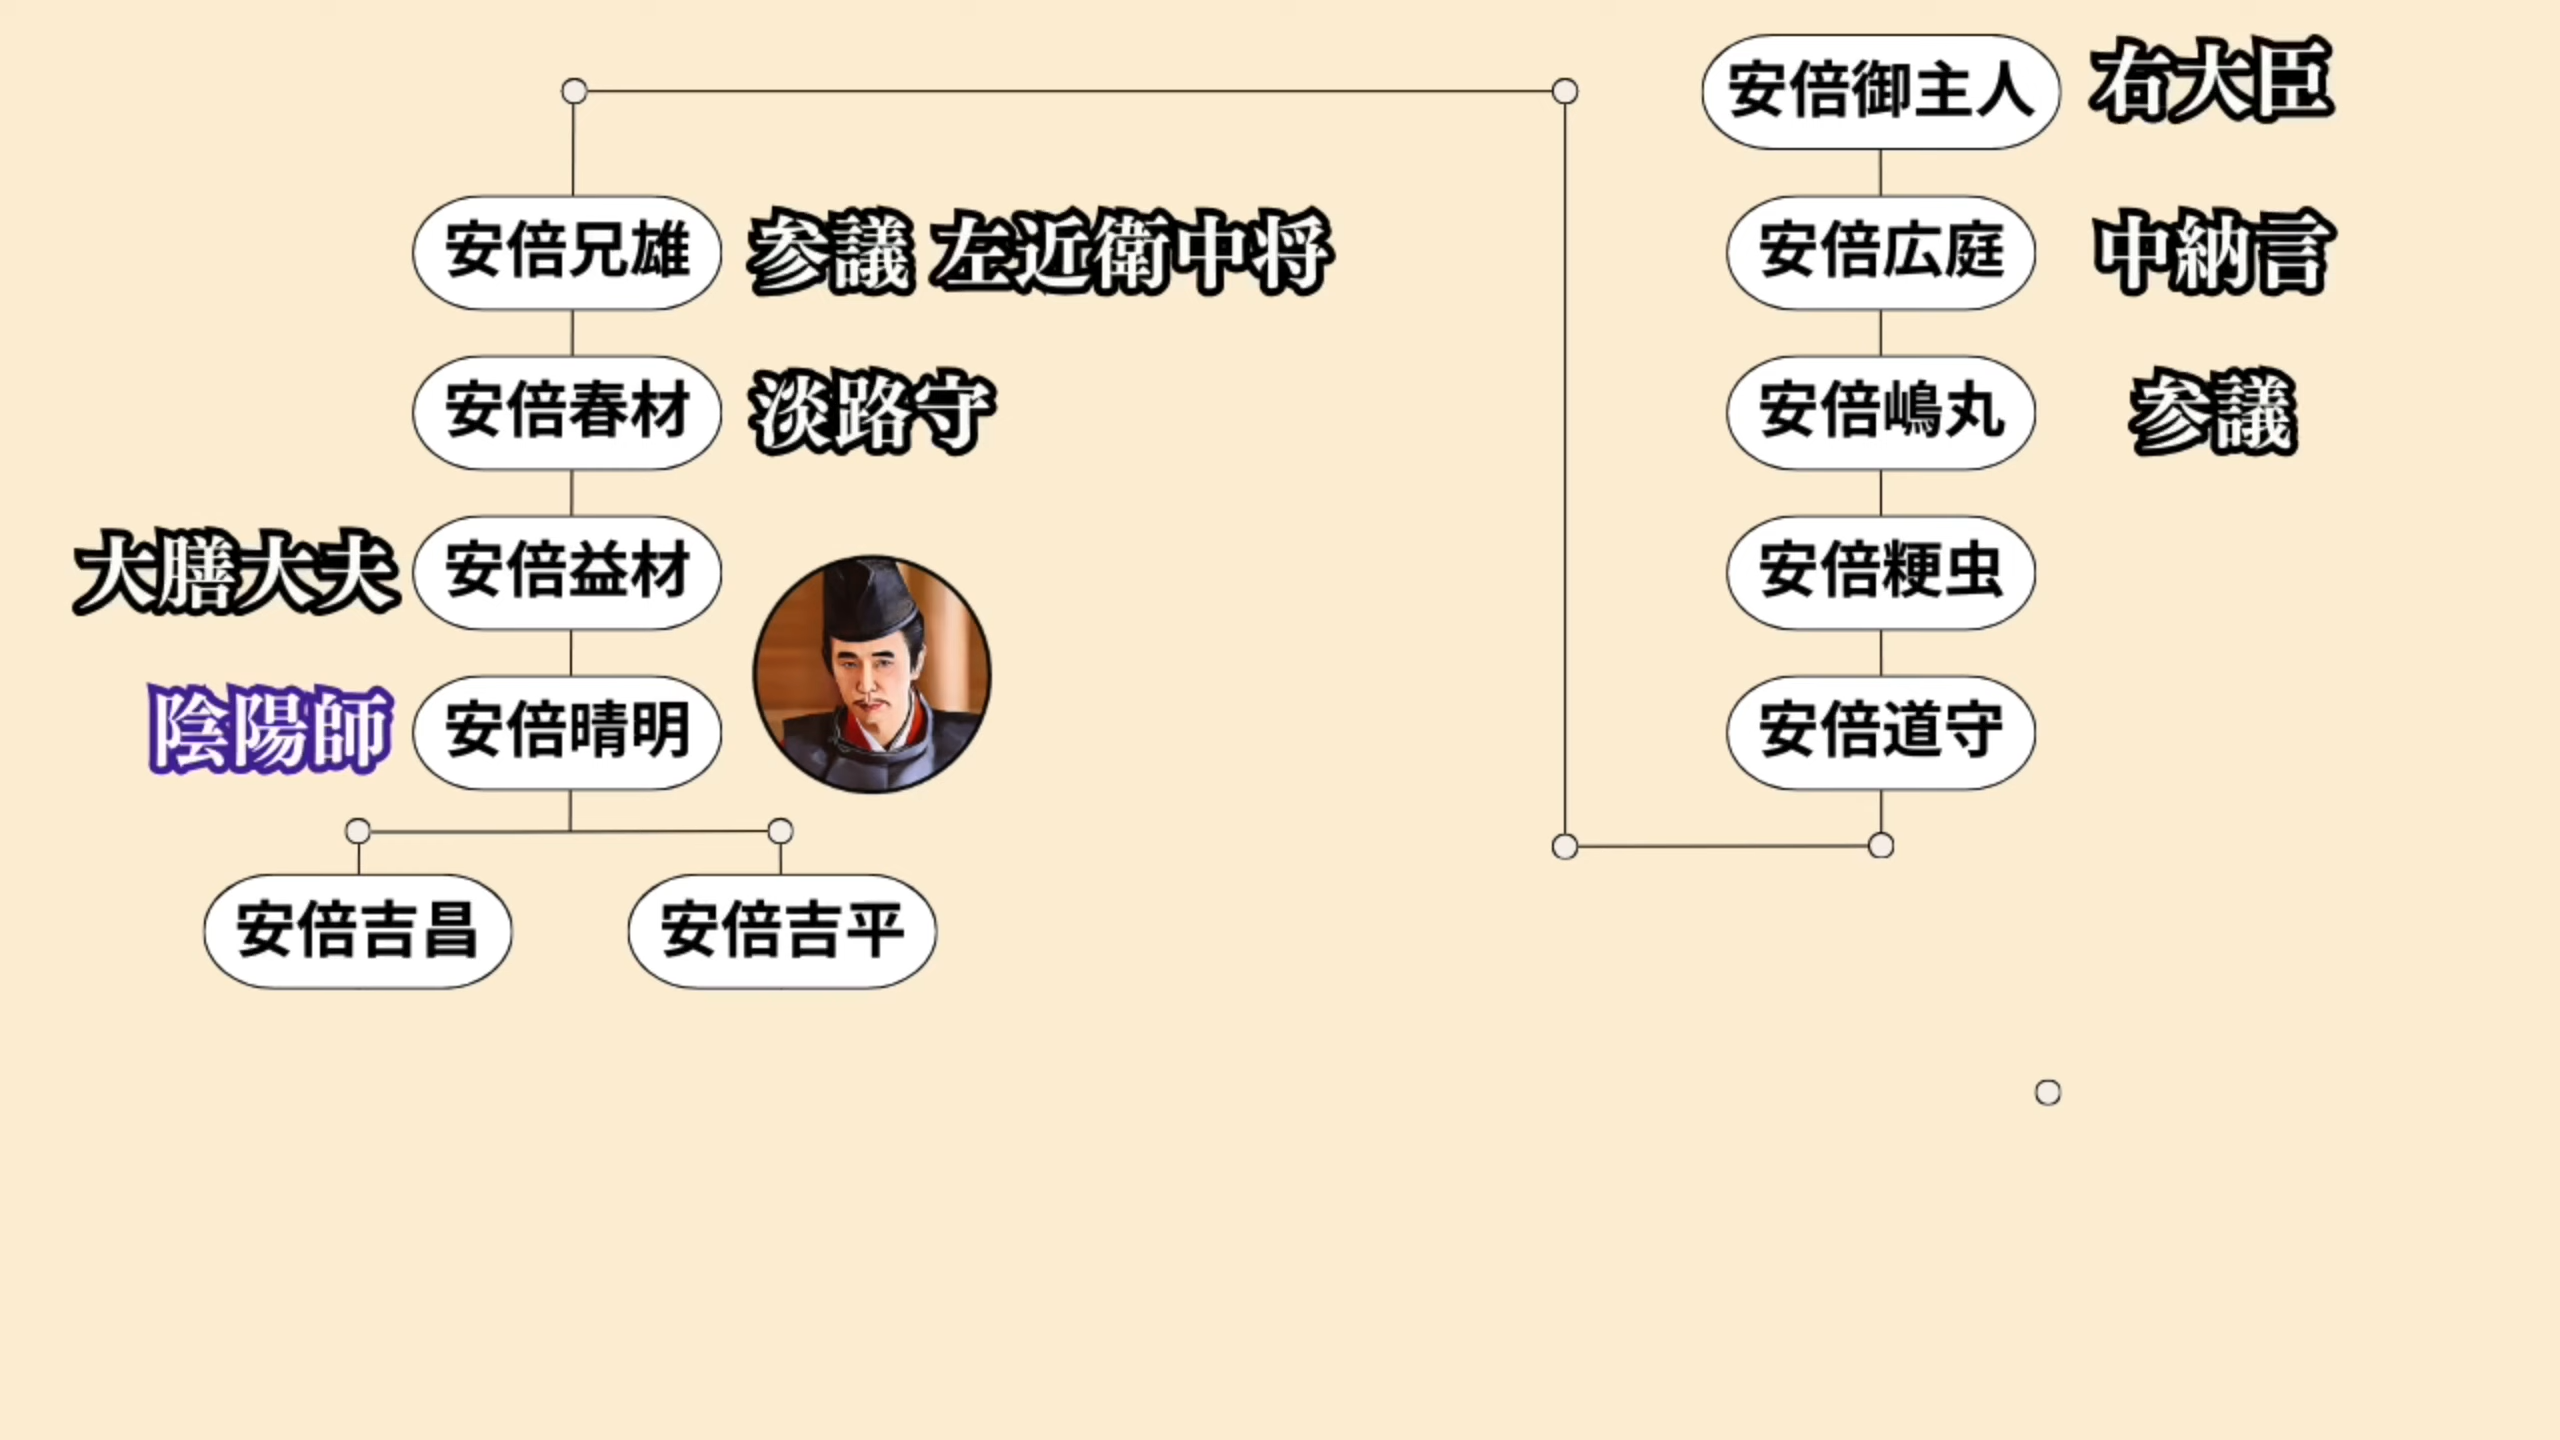 安倍御主人 右大臣
安倍広庭 中納言
安倍嶋丸 参議
安倍粳虫
安倍道守
安倍兄雄 参議 左近衛中将
安倍春材 淡路守
大膳大夫 安倍益材
陰陽師 安倍晴明
安倍吉昌 安倍吉平